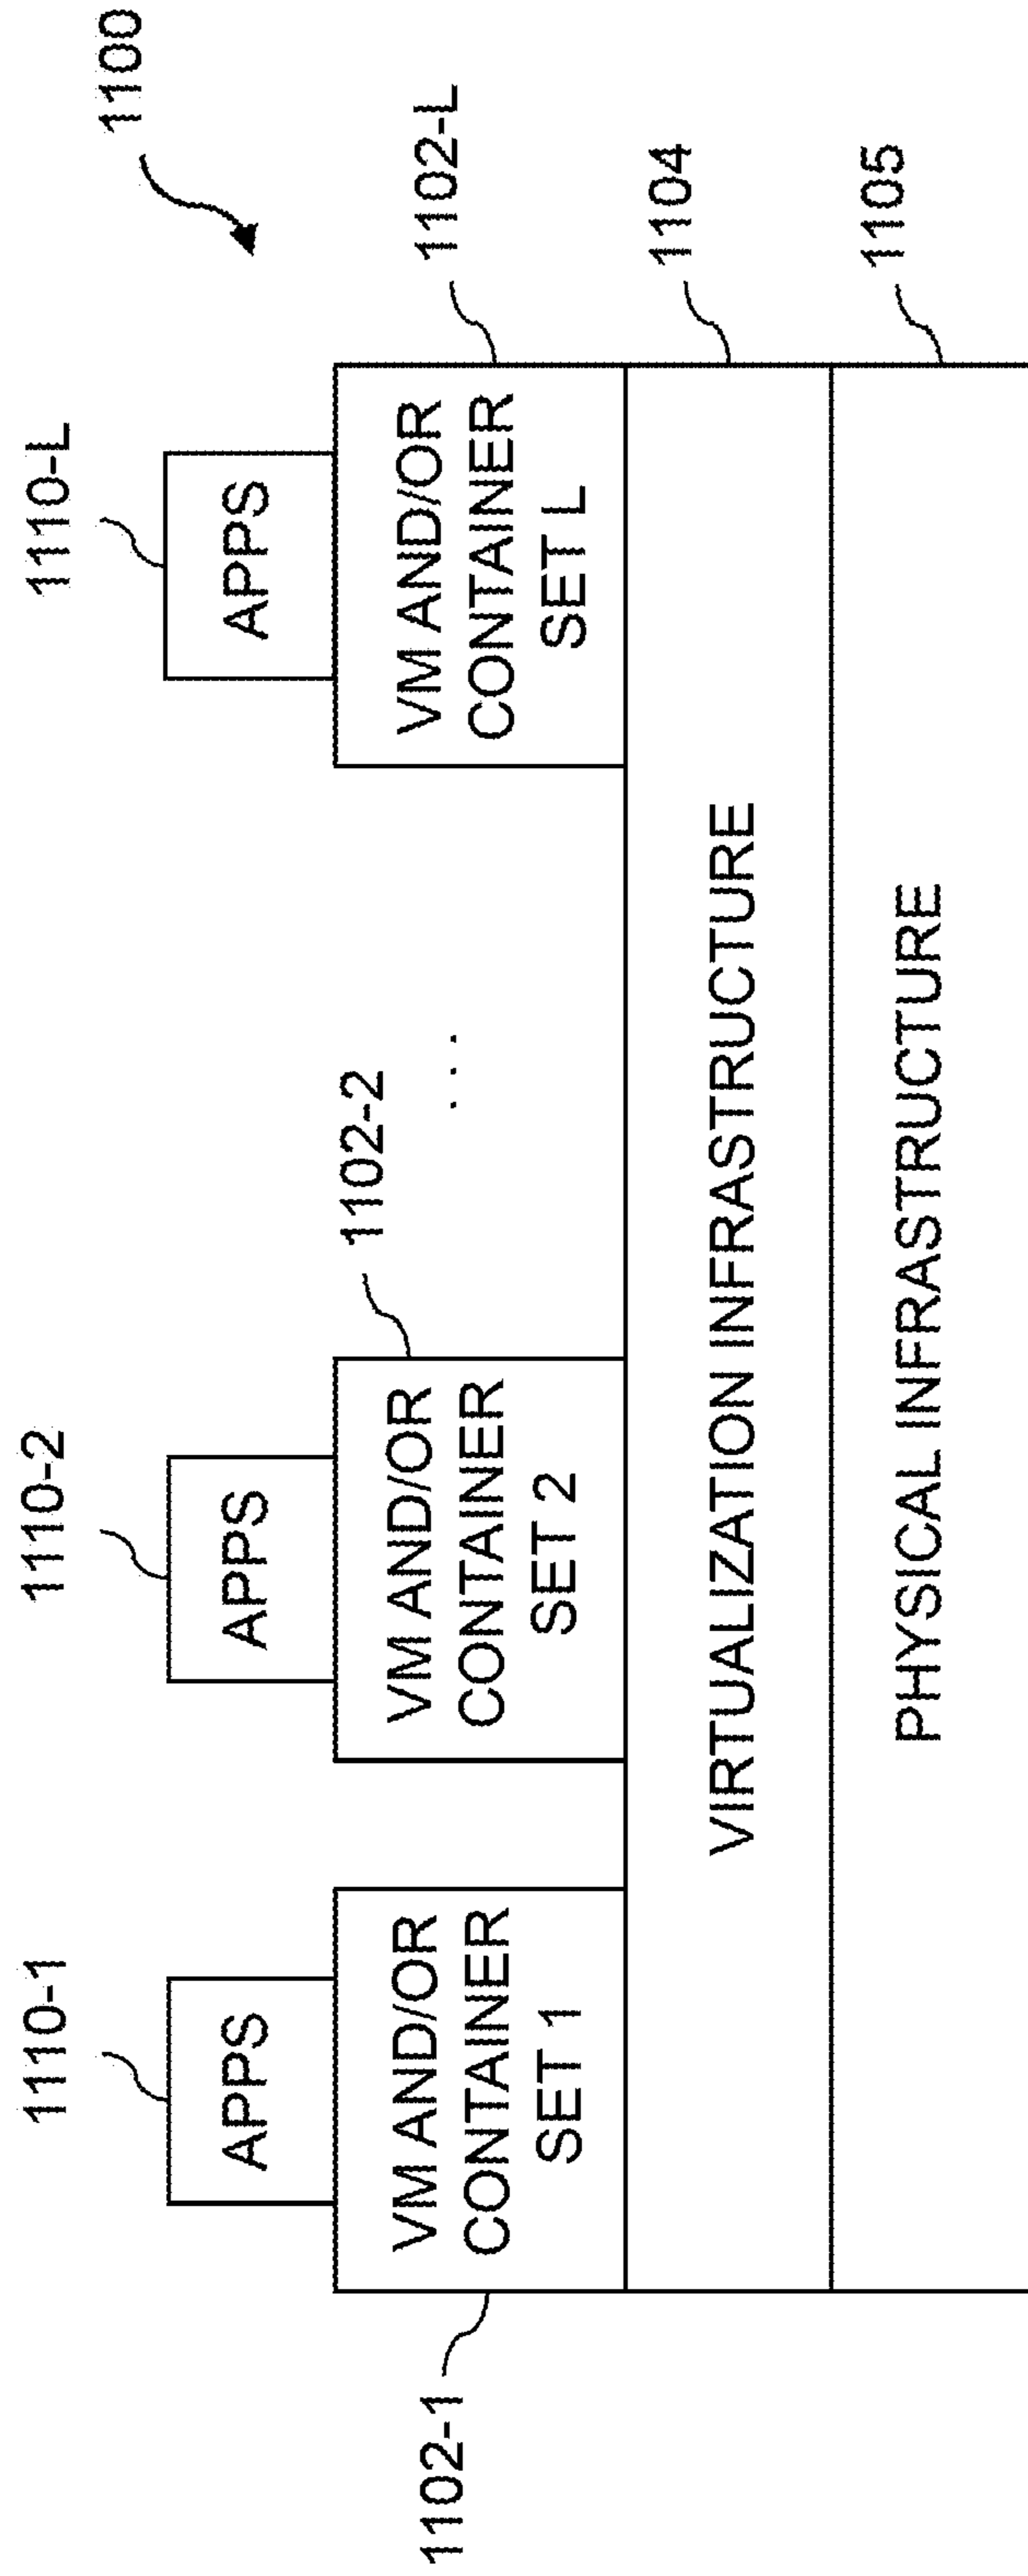 1100
1110-1
1110-2
1110-L
APPS
APPS
APPS
1102-1
VM AND/OR
CONTAINER
SET 1
VM AND/OR
CONTAINER
SET 2
1102-2
...
VM AND/OR
CONTAINER
SET L
1102-L
VIRTUALIZATION INFRASTRUCTURE
1104
PHYSICAL INFRASTRUCTURE
1105